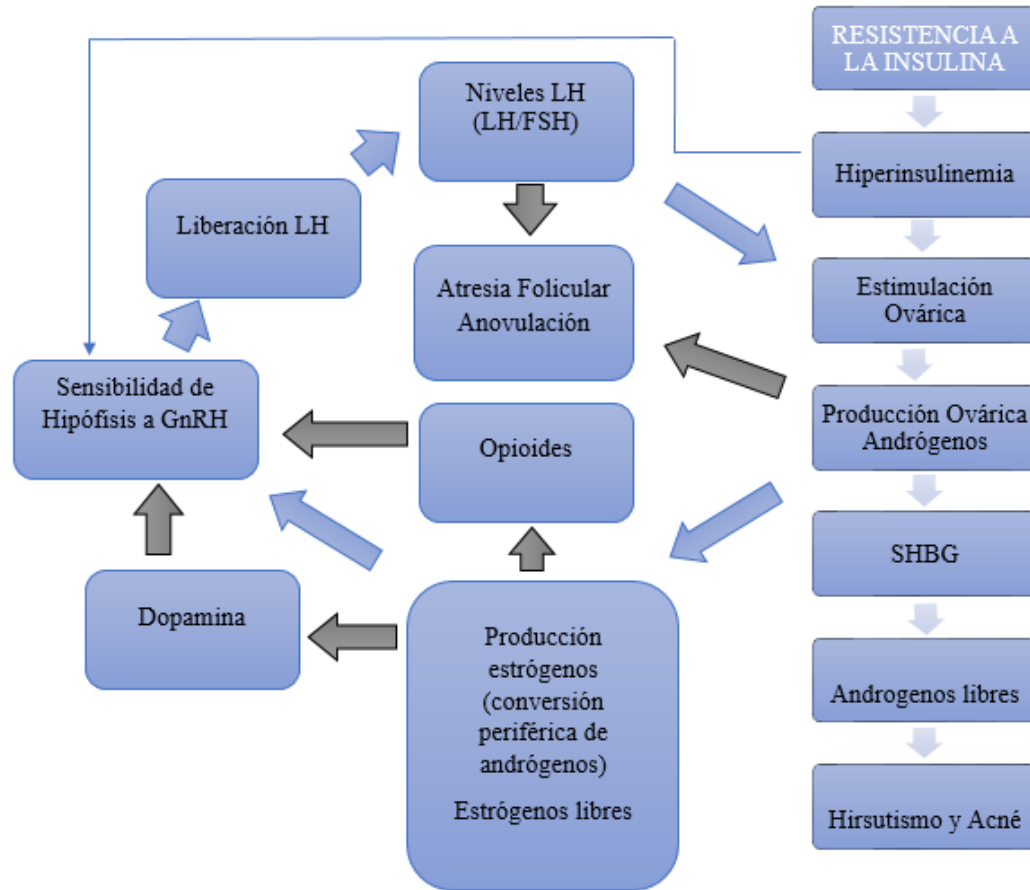 RESISTENCIA A
LA INSULINA
Hiperinsulinemia
Estimulación
Ovárica
Producción Ovárica
Andrógenos
SHBG
Androgenos libres
Hirsutismo y Acné
Niveles LH
(LH/FSH)
Liberación LH
Atresia Folicular
Anovulación
Sensibilidad de
Hipófisis a GnRH
Opioides
Dopamina
Producción
estrógenos
(conversión
periférica de
andrógenos)
Estrógenos libres